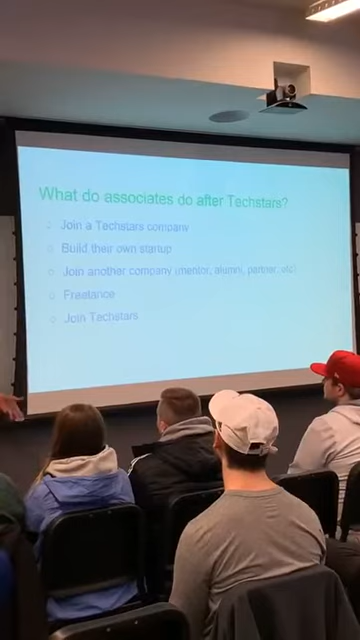 What do associates do after Techstars?
Join a Techstars company
Build their own startup
Join another company (mentor, alumni, partner, etc)
Freelance
Join Techstars